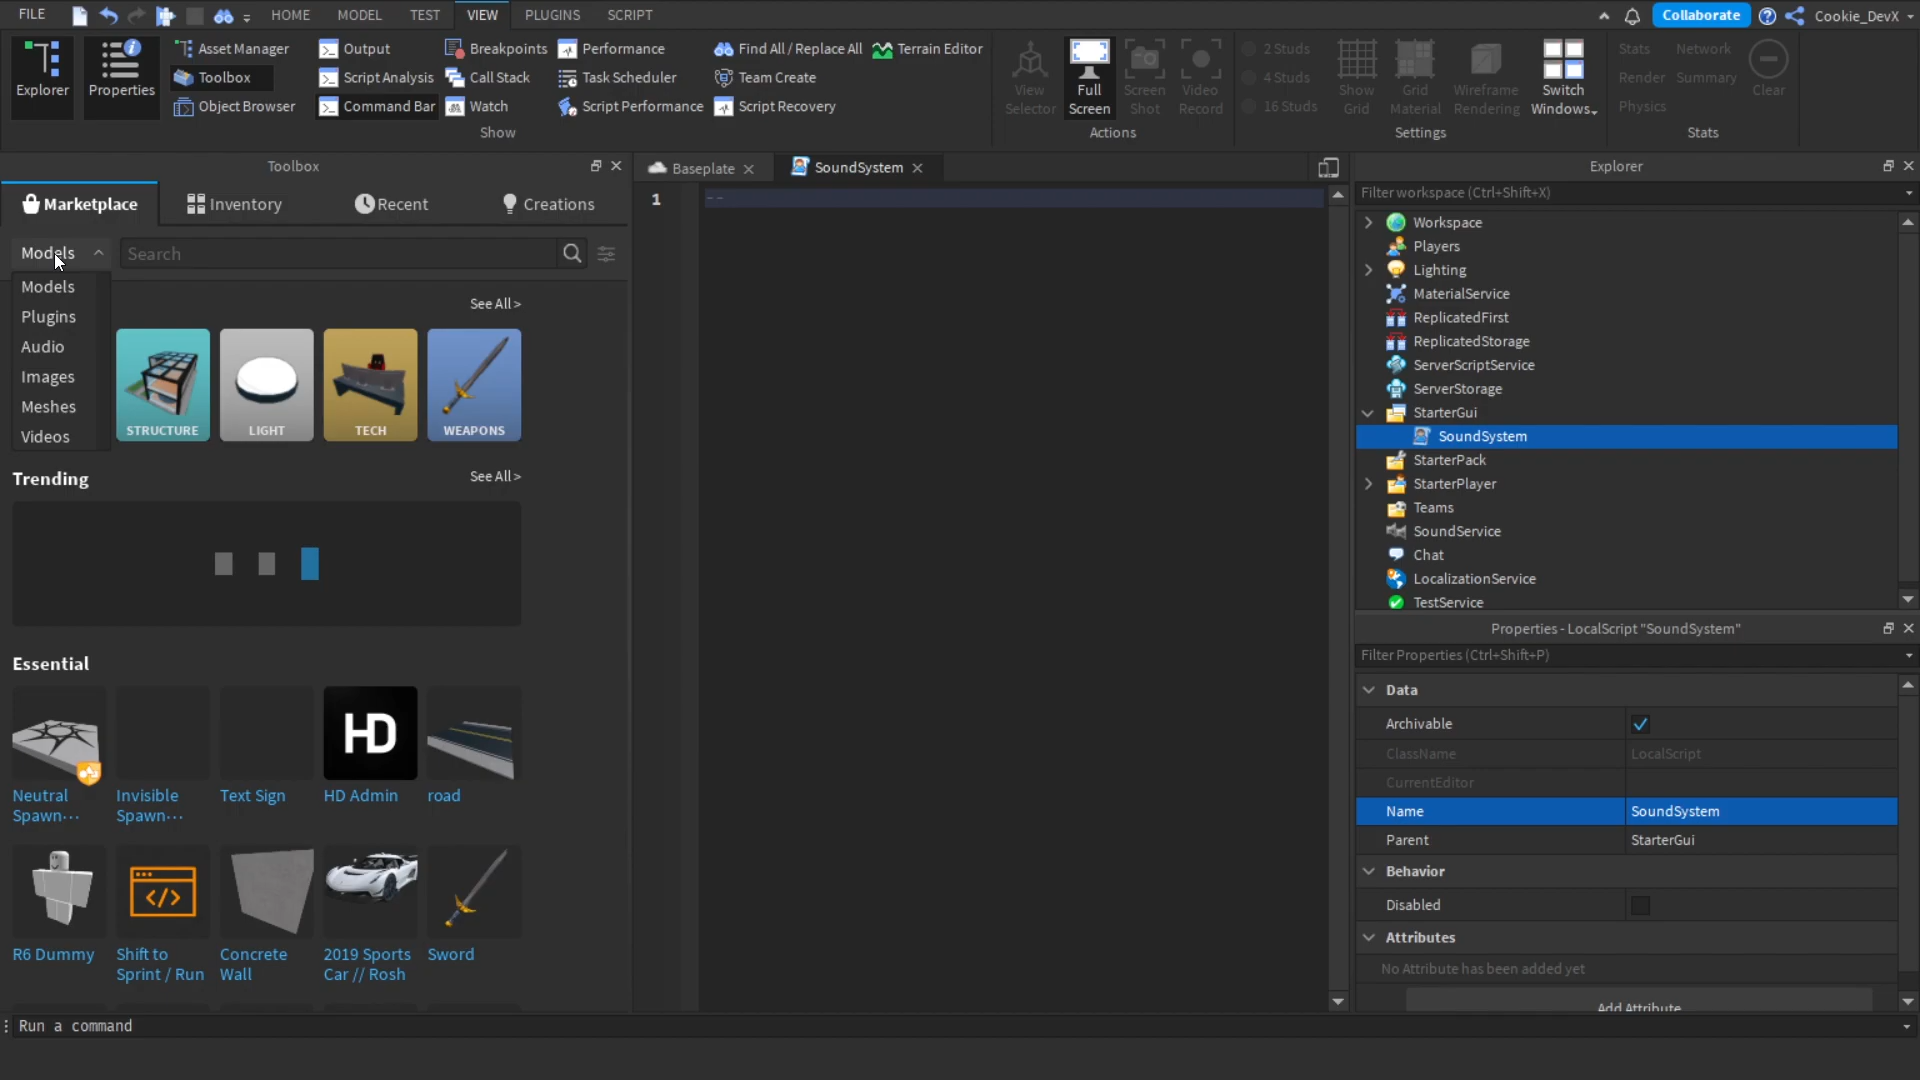 FILE
HOME
MODEL
TEST
VIEW
PLUGINS
SCRIPT
Collaborate
Cookie_DevX
Explorer
Properties
Asset Manager
Toolbox
Object Browser
Output
Script Analysis
Command Bar
Breakpoints
Call Stack
Watch
Performance
Task Scheduler
Script Performance
Find All / Replace All
Team Create
Script Recovery
Terrain Editor
Show
View
Selector
Full
Screen
Screen
Shot
Video
Record
Actions
2 Studs
4 Studs
16 Studs
Show
Grid
Grid
Material
Wireframe
Rendering
Switch
Windows
Settings
Stats
Network
Render
Summary
Physics
Clear
Stats
Toolbox
Marketplace
Inventory
Recent
Creations
Models
Search
Models
Plugins
Audio
Images
Meshes
Videos
See All >
STRUCTURE
LIGHT
TECH
WEAPONS
Trending
See All >
Essential
HD
Neutral
Spawn···
Invisible
Spawn···
Text Sign
HD Admin
road
</>
R6 Dummy
Shift to
Sprint / Run
Concrete
Wall
2019 Sports
Car // Rosh
Sword
Baseplate
SoundSystem
1
--
Explorer
Filter workspace (Ctrl+Shift+X)
Workspace
Players
Lighting
MaterialService
ReplicatedFirst
ReplicatedStorage
ServerScriptService
ServerStorage
StarterGui
SoundSystem
StarterPack
StarterPlayer
Teams
SoundService
Chat
LocalizationService
TestService
Properties - LocalScript "SoundSystem"
Filter Properties (Ctrl+Shift+P)
Data
Archivable
ClassName LocalScript
CurrentEditor
Name SoundSystem
Parent StarterGui
Behavior
Disabled
Attributes
No Attribute has been added yet
Add Attribute
Run a command